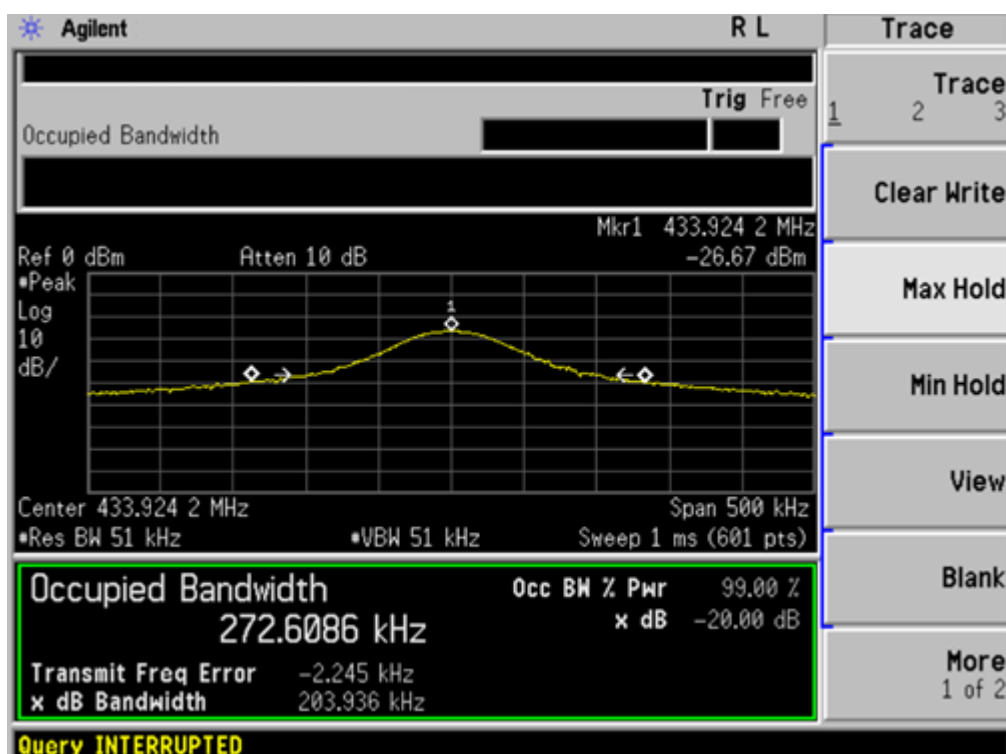 Agilent R L Trace
Trig Free
Occupied Bandwidth
Mkr1 433.924 2 MHz
Ref 0 dBm Atten 10 dB -26.67 dBm
Peak
Log
10
dB/
1
Center 433.924 2 MHz Span 500 kHz
Res BW 51 kHz VBW 51 kHz Sweep 1 ms (601 pts)
Occupied Bandwidth
272.6086 kHz
Occ BW % Pwr 99.00 %
x dB -20.00 dB
Transmit Freq Error -2.245 kHz
x dB Bandwidth 203.936 kHz
Query INTERRUPTED
Trace
1 2 3
Clear Write
Max Hold
Min Hold
View
Blank
More
1 of 2